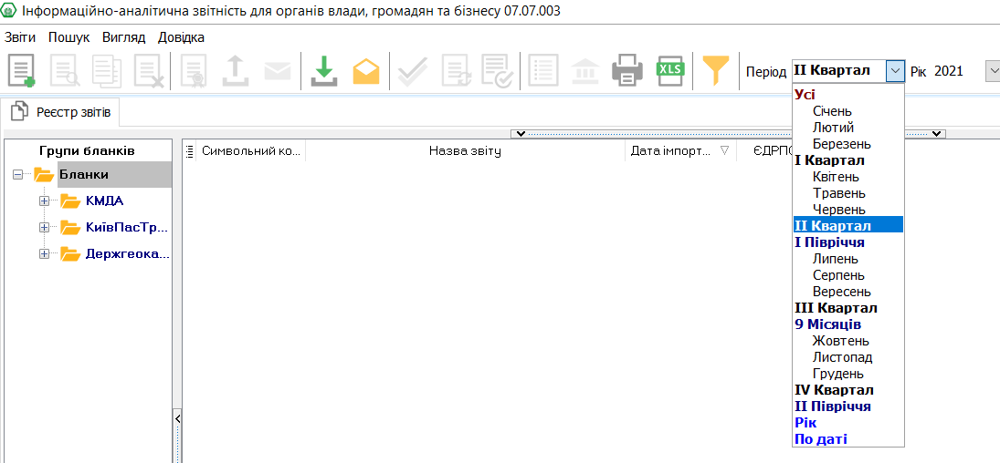 Інформаційно-аналітична звітність для органів влади, громадян та бізнесу 07.07.003
Звіти Пошук Вигляд Довідка
XLS Період II Квартал Рік 2021
Реєстр звітів
Групи бланків
Бланки
КМДА
КиївПасТр...
Держгеока...
Символьний ко... Назва звіту Дата імпорт... ЄДРПО
Усі
Січень
Лютий
Березень
I Квартал
Квітень
Травень
Червень
II Квартал
I Півріччя
Липень
Серпень
Вересень
III Квартал
9 Місяців
Жовтень
Листопад
Грудень
IV Квартал
II Півріччя
Рік
По даті